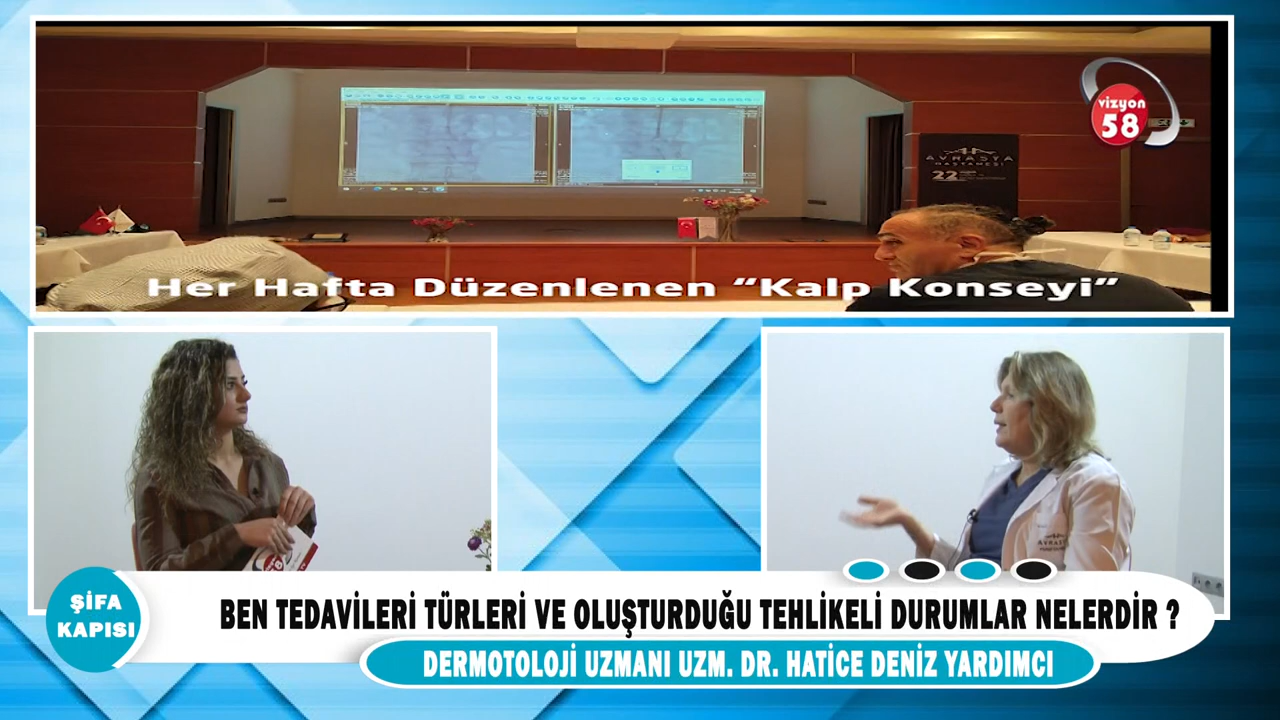 vizyon
58
AVRASYA
HASTANESİ
22
Her Hafta Düzenlenen “Kalp Konseyi”
AVRASYA
ŞİFA
KAPISI
BEN TEDAVİLERİ TÜRLERİ VE OLUŞTURDUĞU TEHLİKELİ DURUMLAR NELERDİR ?
DERMOTOLOJİ UZMANI UZM. DR. HATİCE DENİZ YARDIMCI